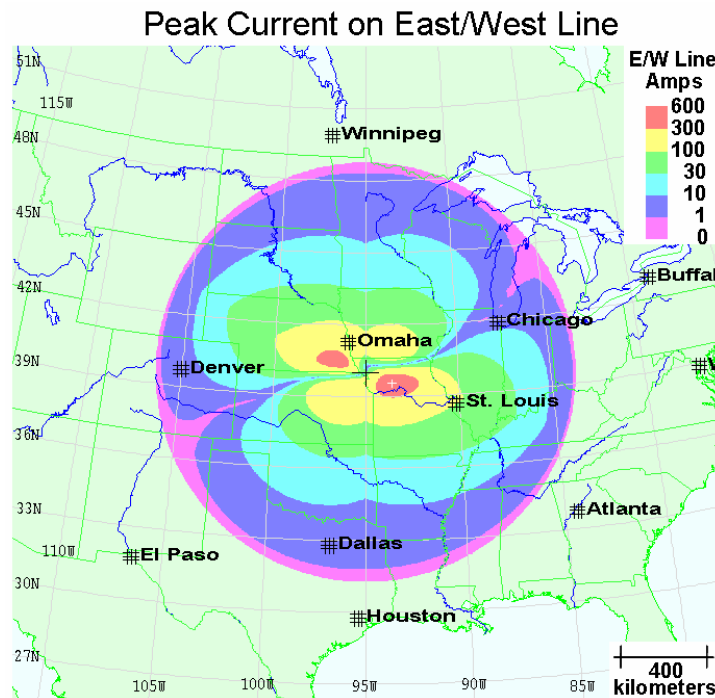 Peak Current on East/West Line
E/W Line
Amps
600
300
100
30
10
1
0
51N
115W
48N
45N
42N
39N
36N
33N
110W
30N
27N
105W
100W
95W
90W
85W
Winnipeg
Buffal
Chicago
Omaha
Denver
St. Louis
W
Atlanta
Dallas
El Paso
Houston
400
kilometers